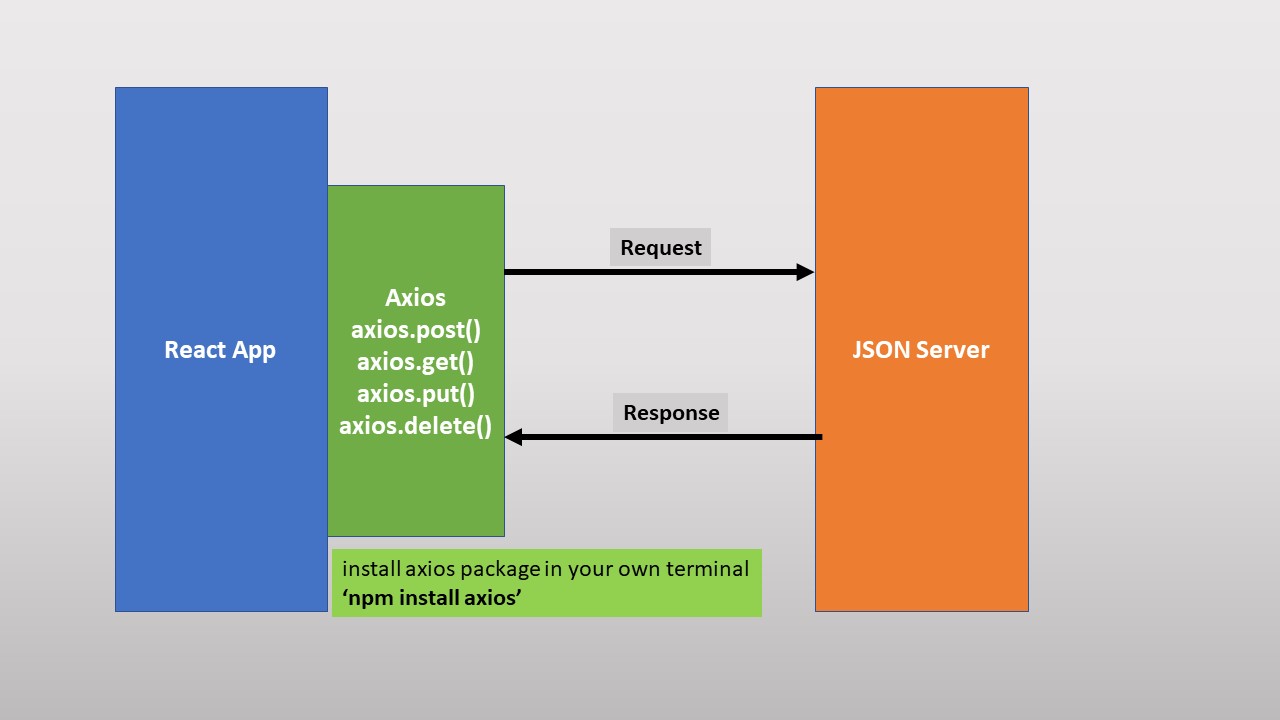 React App
Axios
axios.post()
axios.get()
axios.put()
axios.delete()
Request
Response
JSON Server
install axios package in your own terminal
‘npm install axios’